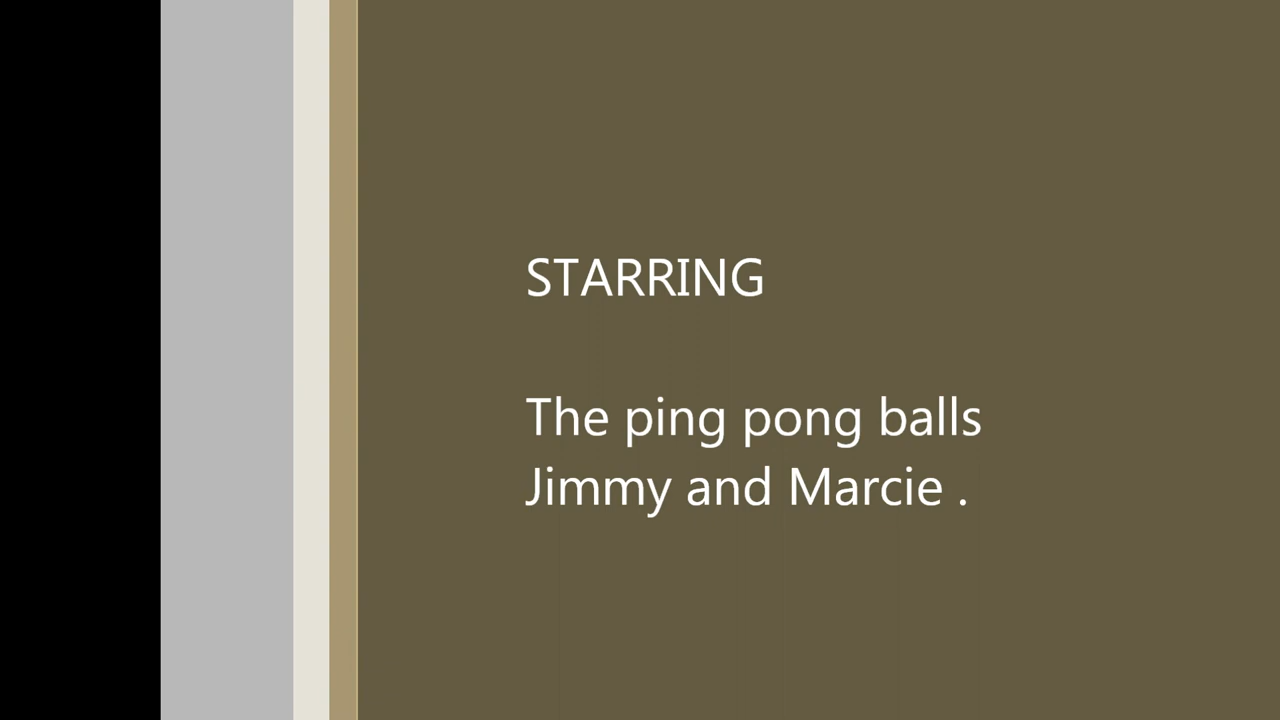 STARRING
The ping pong balls
Jimmy and Marcie .